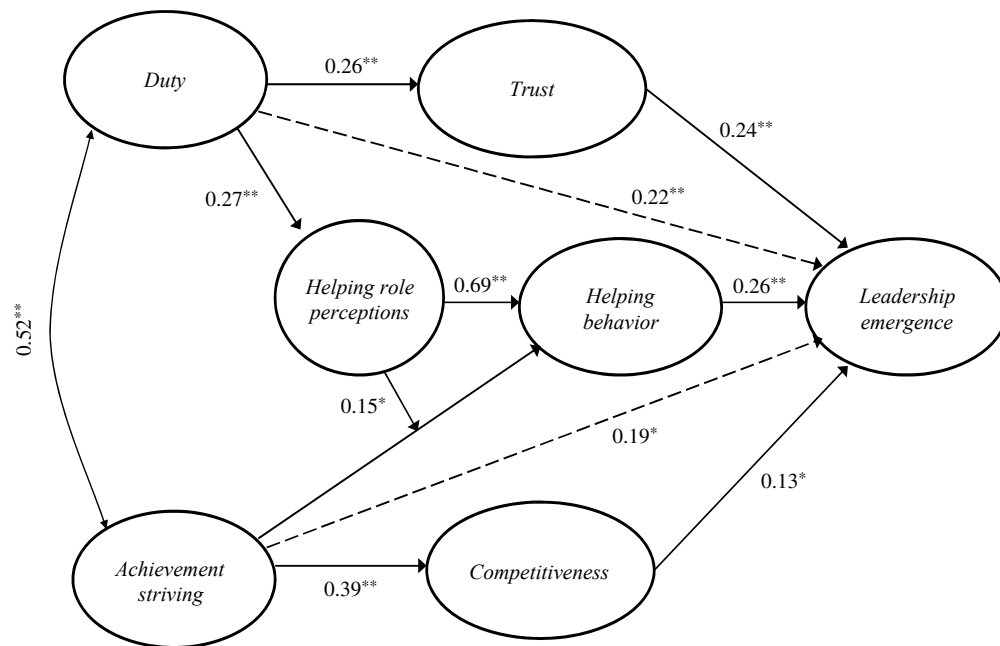 Duty
0.26**
Trust
0.24**
0.27**
0.22**
Helping role
perceptions
0.69**
Helping
behavior
0.26**
Leadership
emergence
0.52**
0.15*
0.19*
0.13*
Achievement
striving
0.39**
Competitiveness